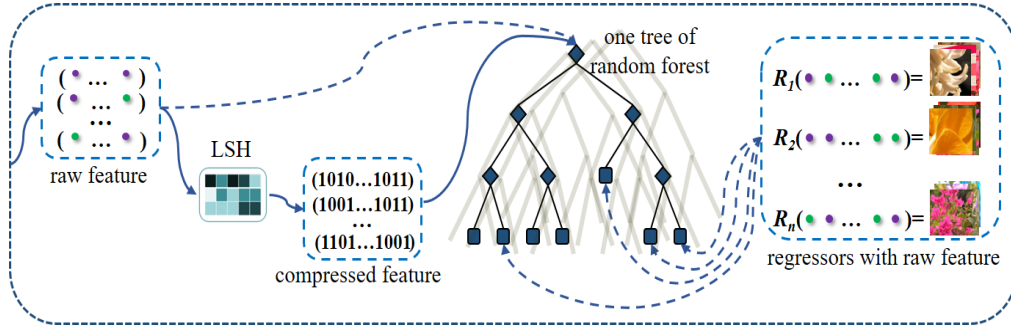 ( ... )
( ... )
...
( ... )
raw feature
LSH
(1010...1011)
(1001...1011)
...
(1101...1001)
compressed feature
one tree of
random forest
R1( ... )=
R2( ... )=
...
Rn( ... )=
regressors with raw feature